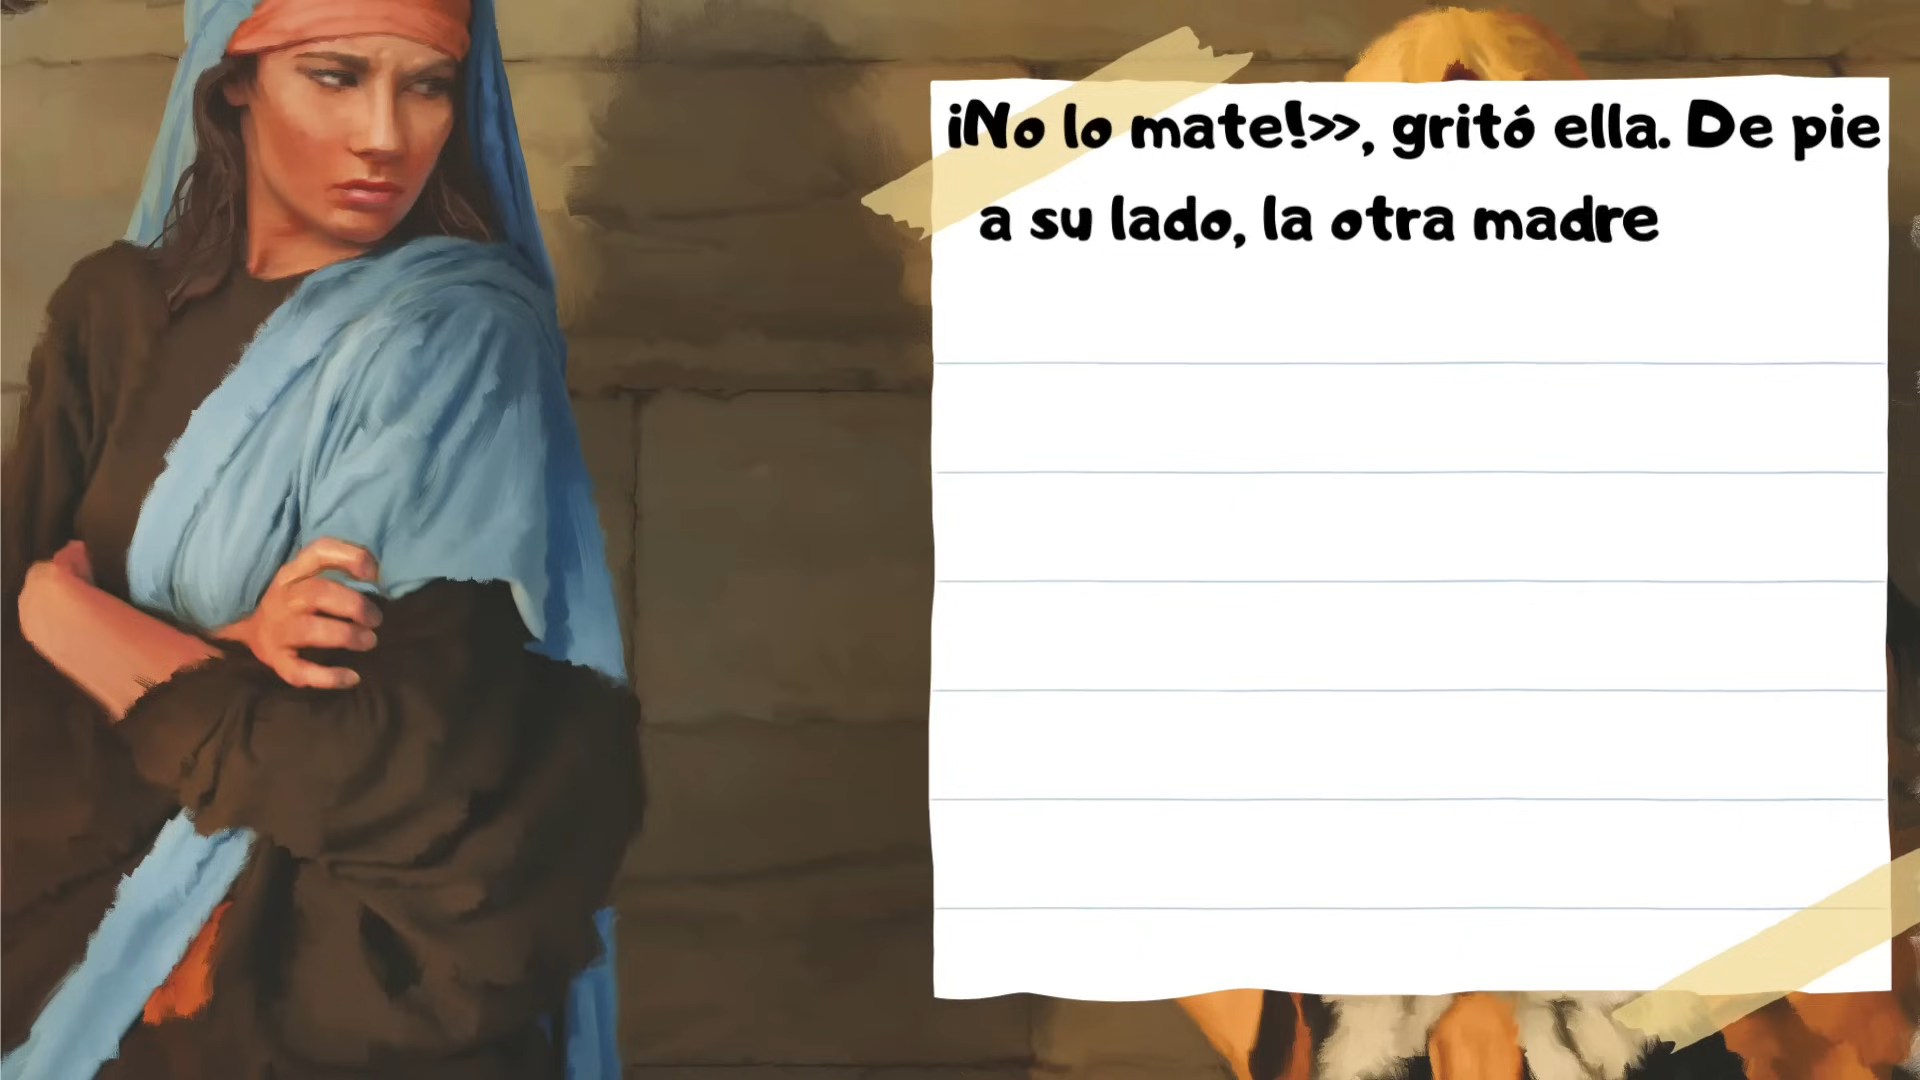 ¡No lo mate!>>, gritó ella. De pie
a su lado, la otra madre